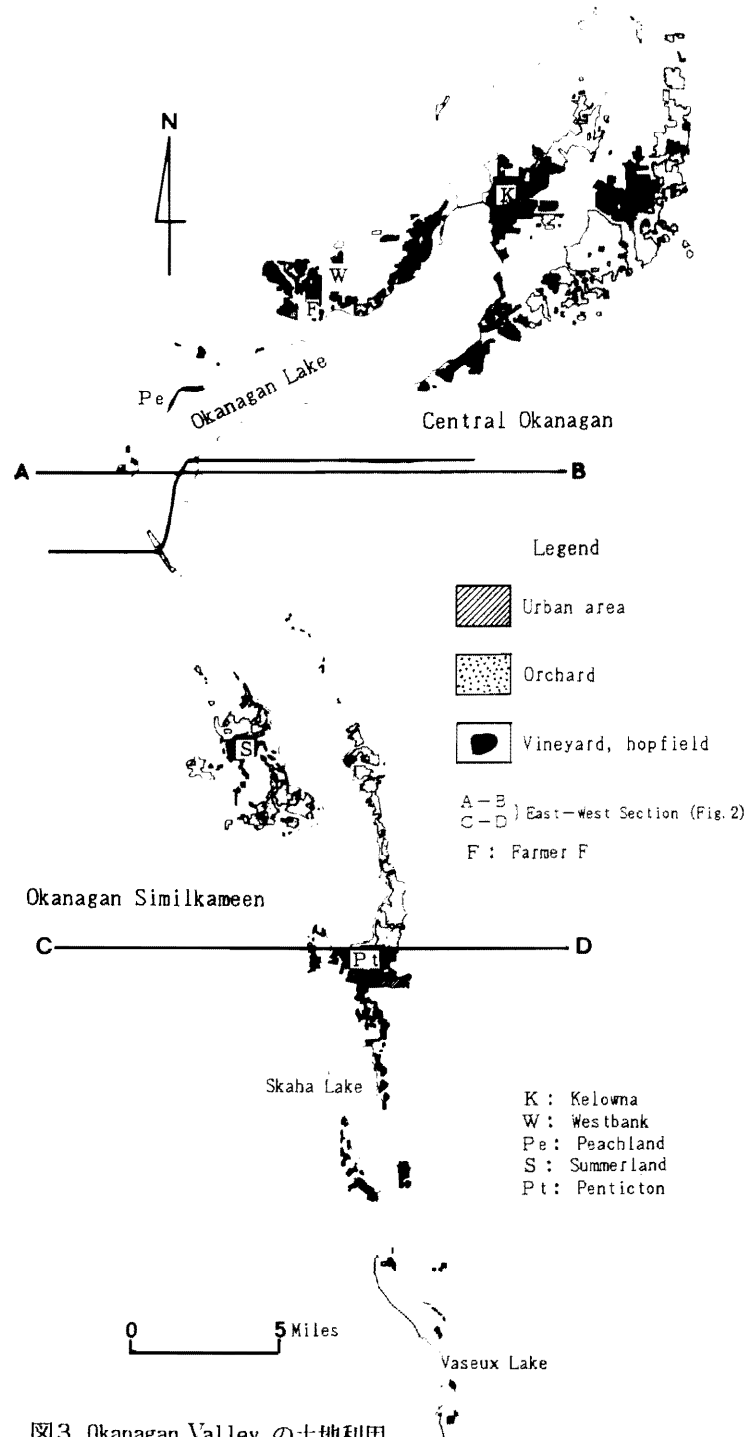 N
K
W
F
Pe
Okanagan Lake
Central Okanagan
A
B
Legend
Urban area
Orchard
Vineyard, hopfield
A-B
C-D } East-West Section (Fig. 2)
F : Farmer F
S
Okanagan Similkameen
C
D
Pt
Skaha Lake
K : Kelowna
W : Westbank
Pe : Peachland
S : Summerland
Pt : Penticton
0 5 Miles
Vaseux Lake
図3 Okanagan Valley の土地利用